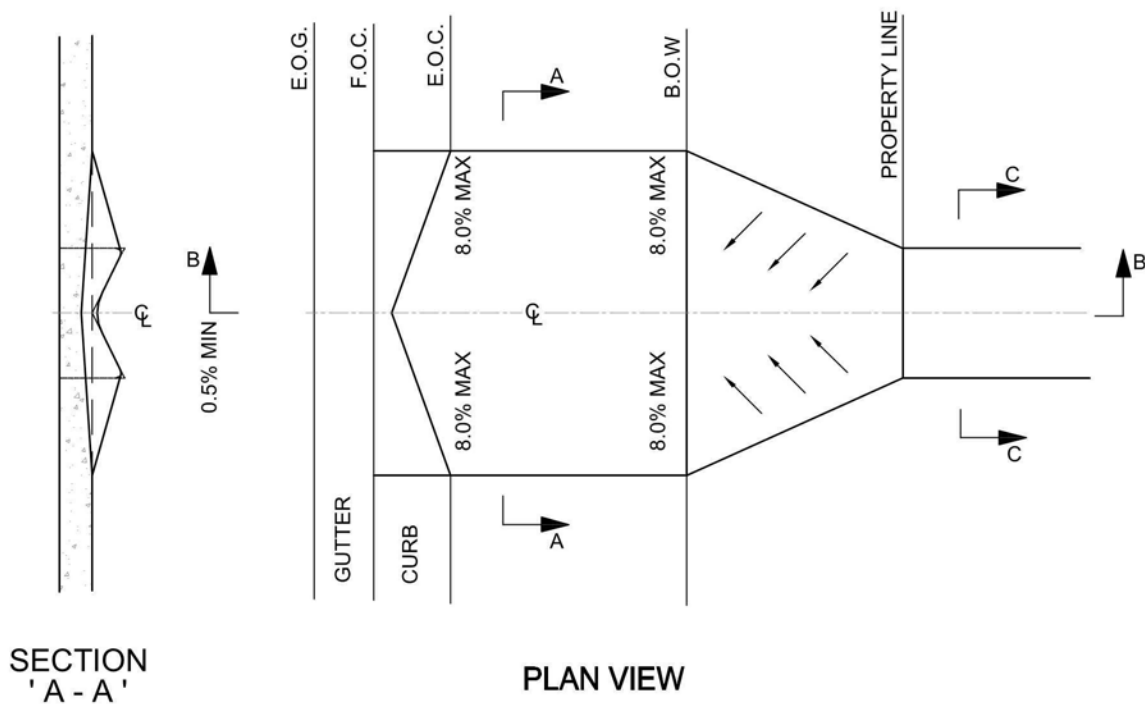 E.O.G.
F.O.C.
E.O.C.
B.O.W
PROPERTY LINE
A
C
8.0% MAX
8.0% MAX
B
B
℄
℄
0.5% MIN
8.0% MAX
8.0% MAX
C
A
GUTTER
CURB
SECTION
'A - A'
PLAN VIEW